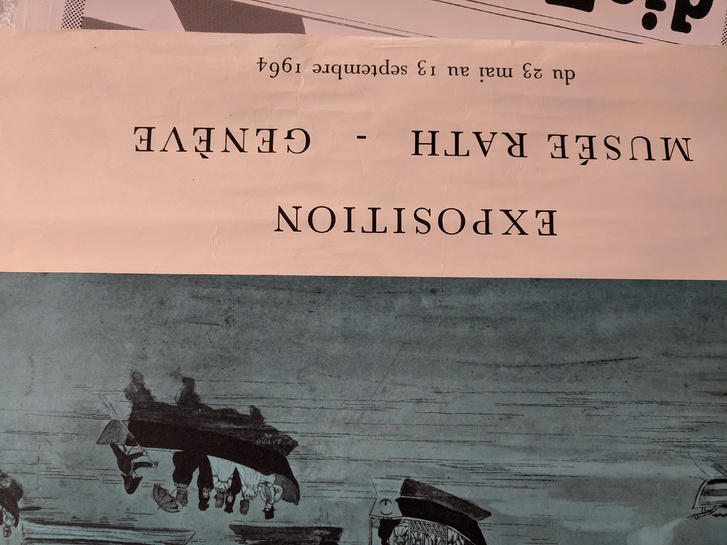 EXPOSITION
MUSÉE RATH - GENÈVE
du 23 mai au 13 septembre 1964